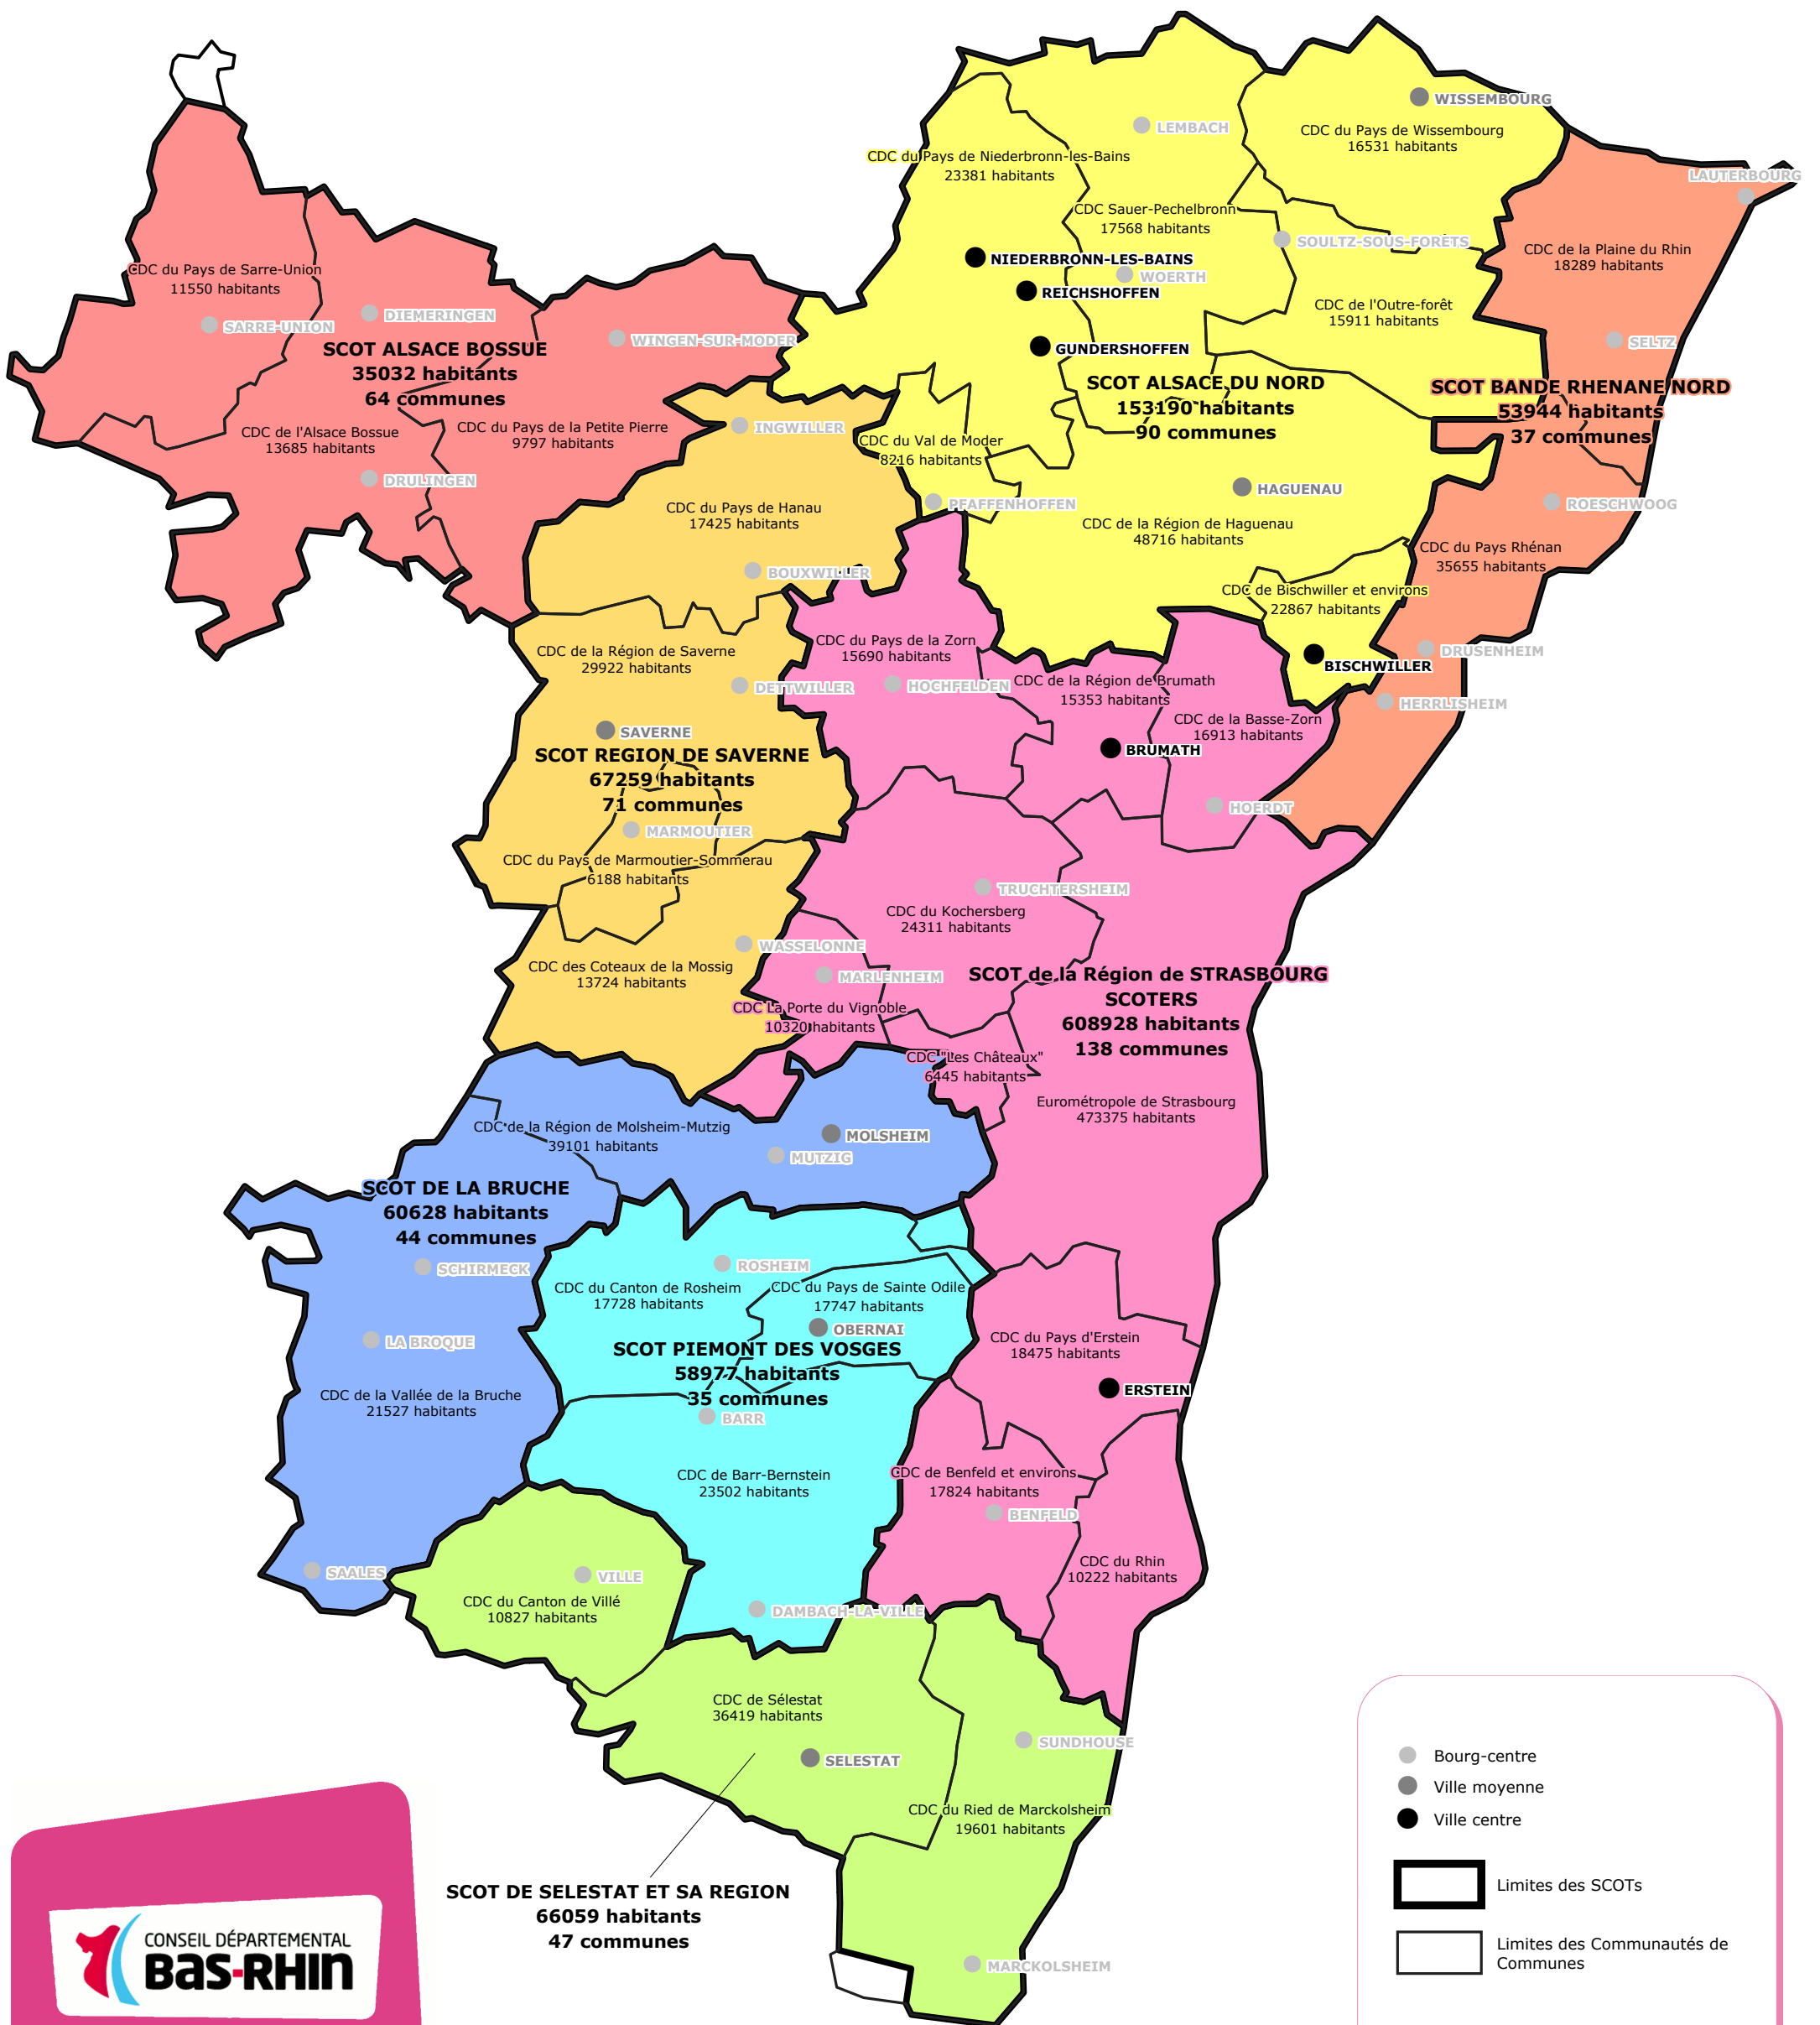 WISSEMBOURG
CDC du Pays de Wissembourg
16531 habitants
LEMBACH
CDC du Pays de Niederbronn-les-Bains
23381 habitants
LAUTERBOURG
CDC Sauer-Pechelbronn
17568 habitants
SOULTZ-SOUS-FORÊTS
CDC de la Plaine du Rhin
18289 habitants
NIEDERBRONN-LES-BAINS
WOERTH
REICHSHOFFEN
CDC de l'Outre-forêt
15911 habitants
GUNDERSHOFFEN
SELTZ
CDC du Pays de Sarre-Union
11550 habitants
DIEMERINGEN
SARRE-UNION
WINGEN-SUR-MODER
SCOT ALSACE BOSSUE
35032 habitants
64 communes
CDC de l'Alsace Bossue
13685 habitants
CDC du Pays de la Petite Pierre
9797 habitants
DRULINGEN
SCOT ALSACE DU NORD
153190 habitants
90 communes
SCOT BANDE RHENANE NORD
53944 habitants
37 communes
INGWILLER
CDC du Val de Moder
8216 habitants
PFAFFENHOFFEN
HAGUENAU
ROESCHWOOG
CDC du Pays de Hanau
17425 habitants
CDC de la Région de Haguenau
48716 habitants
CDC du Pays Rhénan
35655 habitants
BOUXWILLER
CDC de Bischwiller et environs
22867 habitants
CDC de la Région de Saverne
29922 habitants
CDC du Pays de la Zorn
15690 habitants
DRUSENHEIM
BISCHWILLER
DETTWILLER
HOCHFELDEN
CDC de la Région de Brumath
15353 habitants
HERRLISHEIM
CDC de la Basse-Zorn
16913 habitants
SAVERNE
BRUMATH
SCOT REGION DE SAVERNE
67259 habitants
71 communes
HOERDT
MARMOUTIER
CDC du Pays de Marmoutier-Sommerau
6188 habitants
TRUCHTERSHEIM
CDC du Kochersberg
24311 habitants
WASSELONNE
CDC des Coteaux de la Mossig
13724 habitants
MARLENHEIM
SCOT de la Région de STRASBOURG
SCOTERS
608928 habitants
138 communes
CDC La Porte du Vignoble
10320 habitants
CDC "Les Châteaux"
6445 habitants
Eurométropole de Strasbourg
473375 habitants
CDC de la Région de Molsheim-Mutzig
39101 habitants
MOLSHEIM
MUTZIG
SCOT DE LA BRUCHE
60628 habitants
44 communes
SCHIRMECK
ROSHEIM
CDC du Canton de Rosheim
17728 habitants
CDC du Pays de Sainte Odile
17747 habitants
OBERNAI
LA BROQUE
SCOT PIEMONT DES VOSGES
58977 habitants
35 communes
CDC du Pays d'Erstein
18475 habitants
ERSTEIN
CDC de la Vallée de la Bruche
21527 habitants
BARR
CDC de Barr-Bernstein
23502 habitants
CDC de Benfeld et environs
17824 habitants
BENFELD
SAALES
VILLE
CDC du Rhin
10222 habitants
CDC du Canton de Villé
10827 habitants
DAMBACH-LA-VILLE
CDC de Sélestat
36419 habitants
SELESTAT
SUNDHOUSE
CDC du Ried de Marckolsheim
19601 habitants
SCOT DE SELESTAT ET SA REGION
66059 habitants
47 communes
MARCKOLSHEIM
Bourg-centre
Ville moyenne
Ville centre
Limites des SCOTs
Limites des Communautés de
Communes
CONSEIL DÉPARTEMENTAL
BAS-RHIN